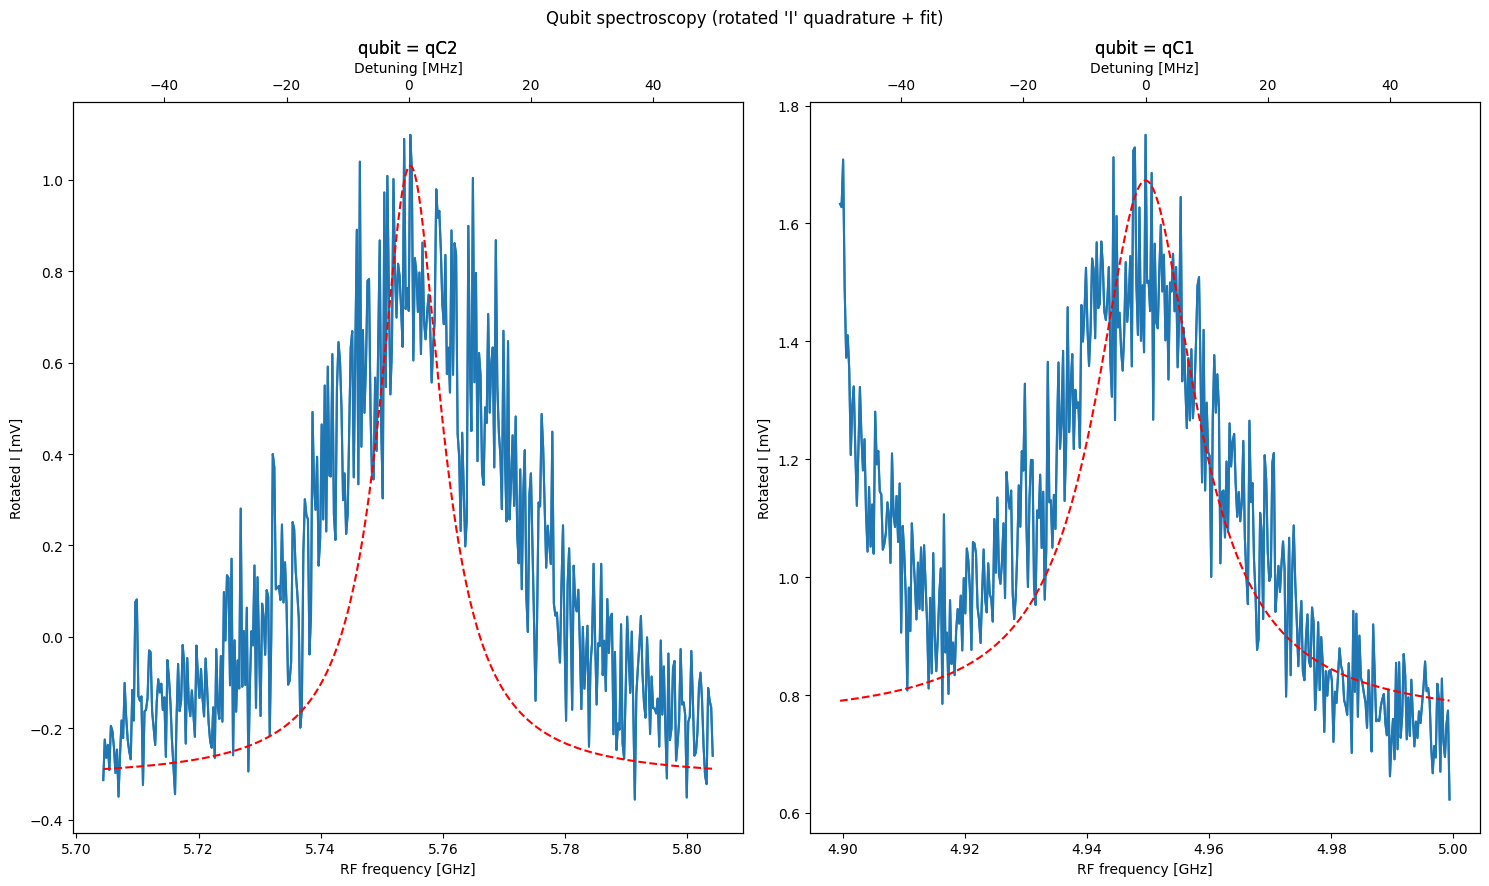 Qubit spectroscopy (rotated 'I' quadrature + fit)
qubit = qC2
Detuning [MHz]
−40 −20 0 20 40
1.0
0.8
0.6
0.4
0.2
0.0
−0.2
−0.4
Rotated I [mV]
5.70 5.72 5.74 5.76 5.78 5.80
RF frequency [GHz]
qubit = qC1
Detuning [MHz]
−40 −20 0 20 40
1.8
1.6
1.4
1.2
1.0
0.8
0.6
Rotated I [mV]
4.90 4.92 4.94 4.96 4.98 5.00
RF frequency [GHz]